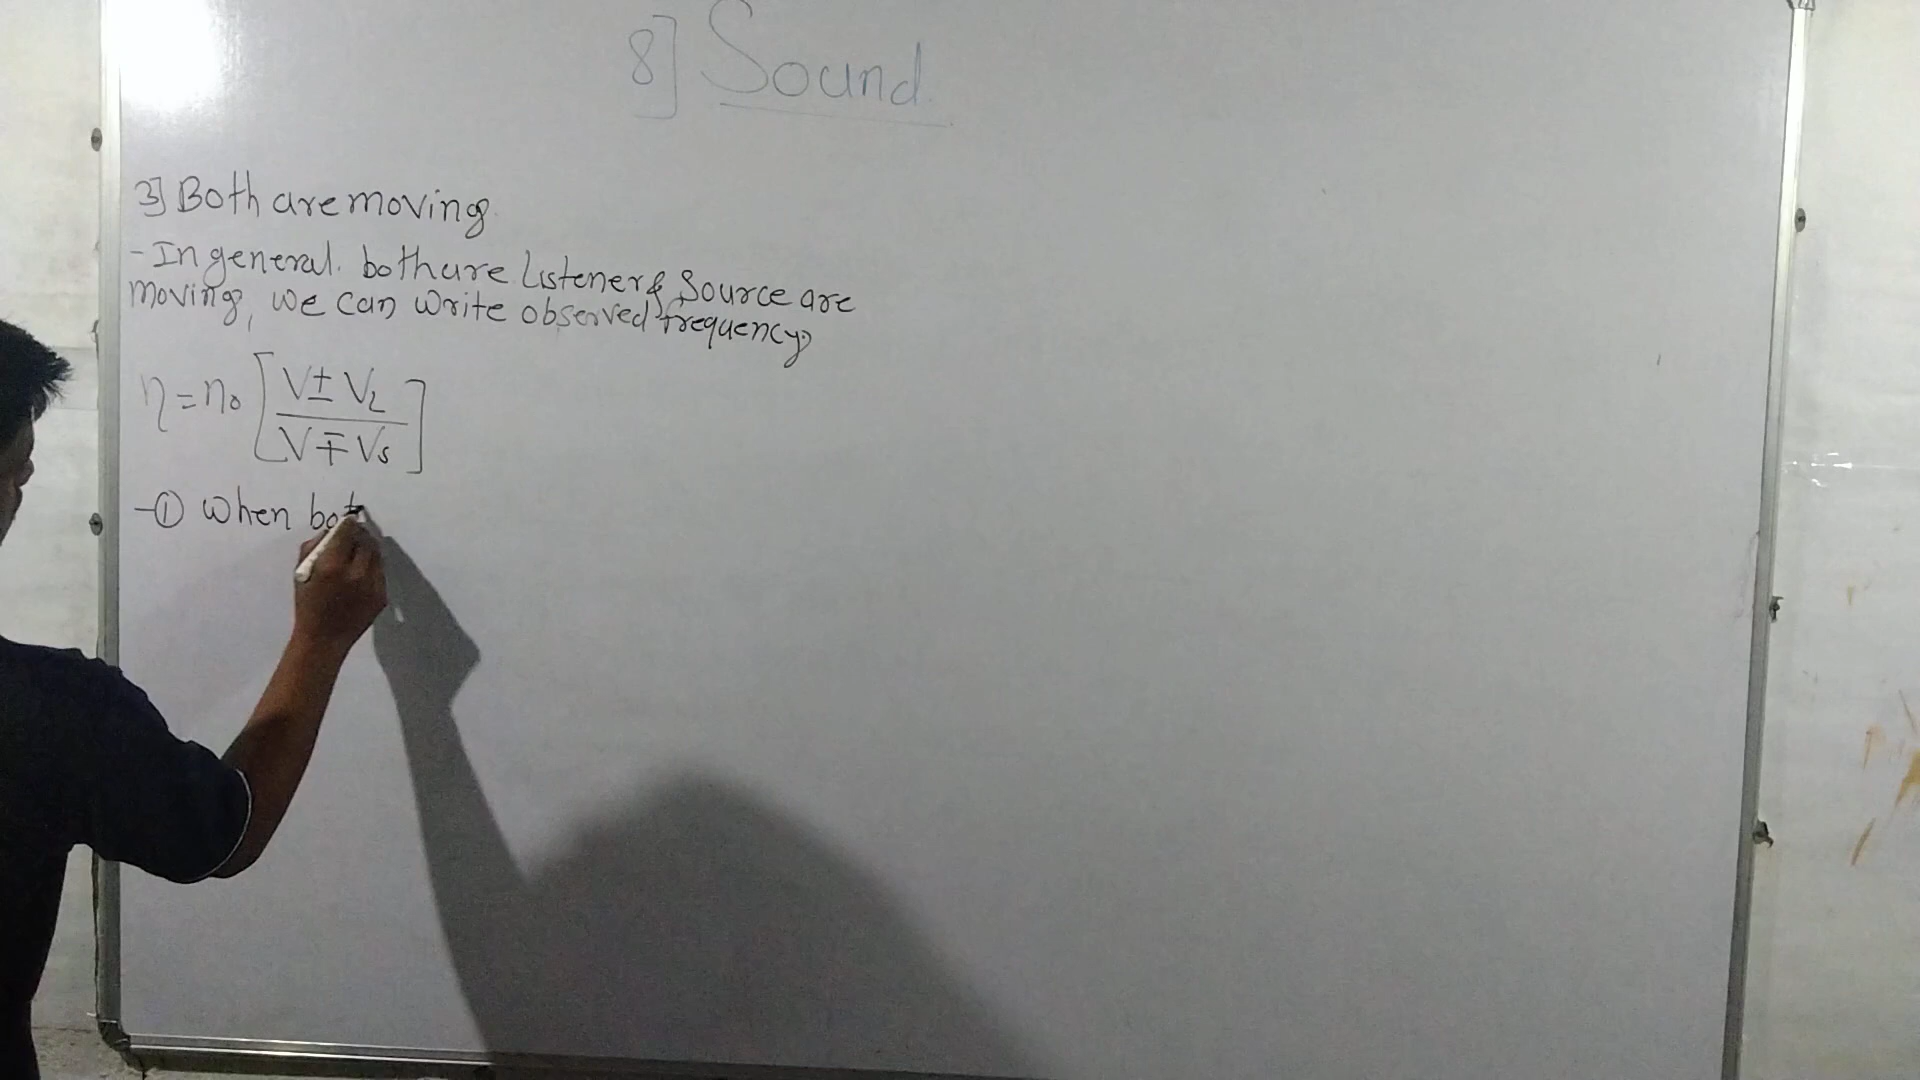 8] Sound
3] Both are moving
- In general. both are Listener & Source are
moving, we can write observed frequency
n = n₀ [ V ± V_L / V ∓ V_S ]
- ① When bot